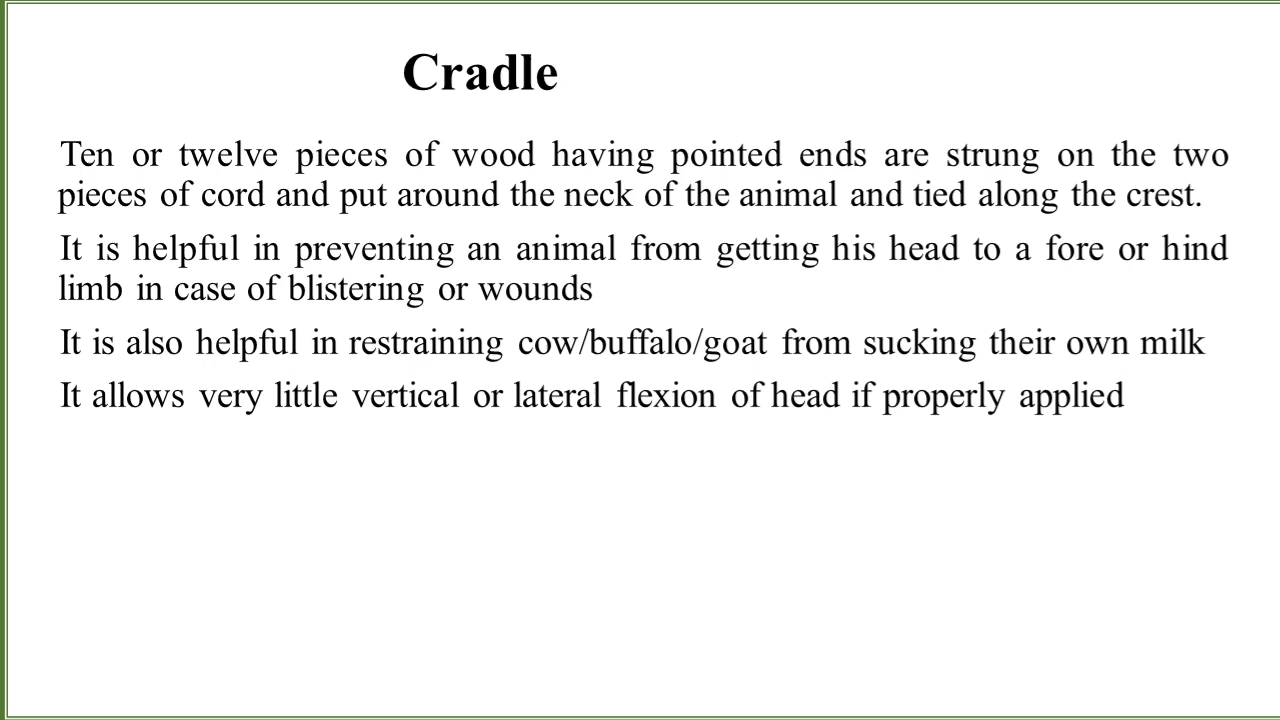 Cradle
Ten or twelve pieces of wood having pointed ends are strung on the two
pieces of cord and put around the neck of the animal and tied along the crest.
It is helpful in preventing an animal from getting his head to a fore or hind
limb in case of blistering or wounds
It is also helpful in restraining cow/buffalo/goat from sucking their own milk
It allows very little vertical or lateral flexion of head if properly applied